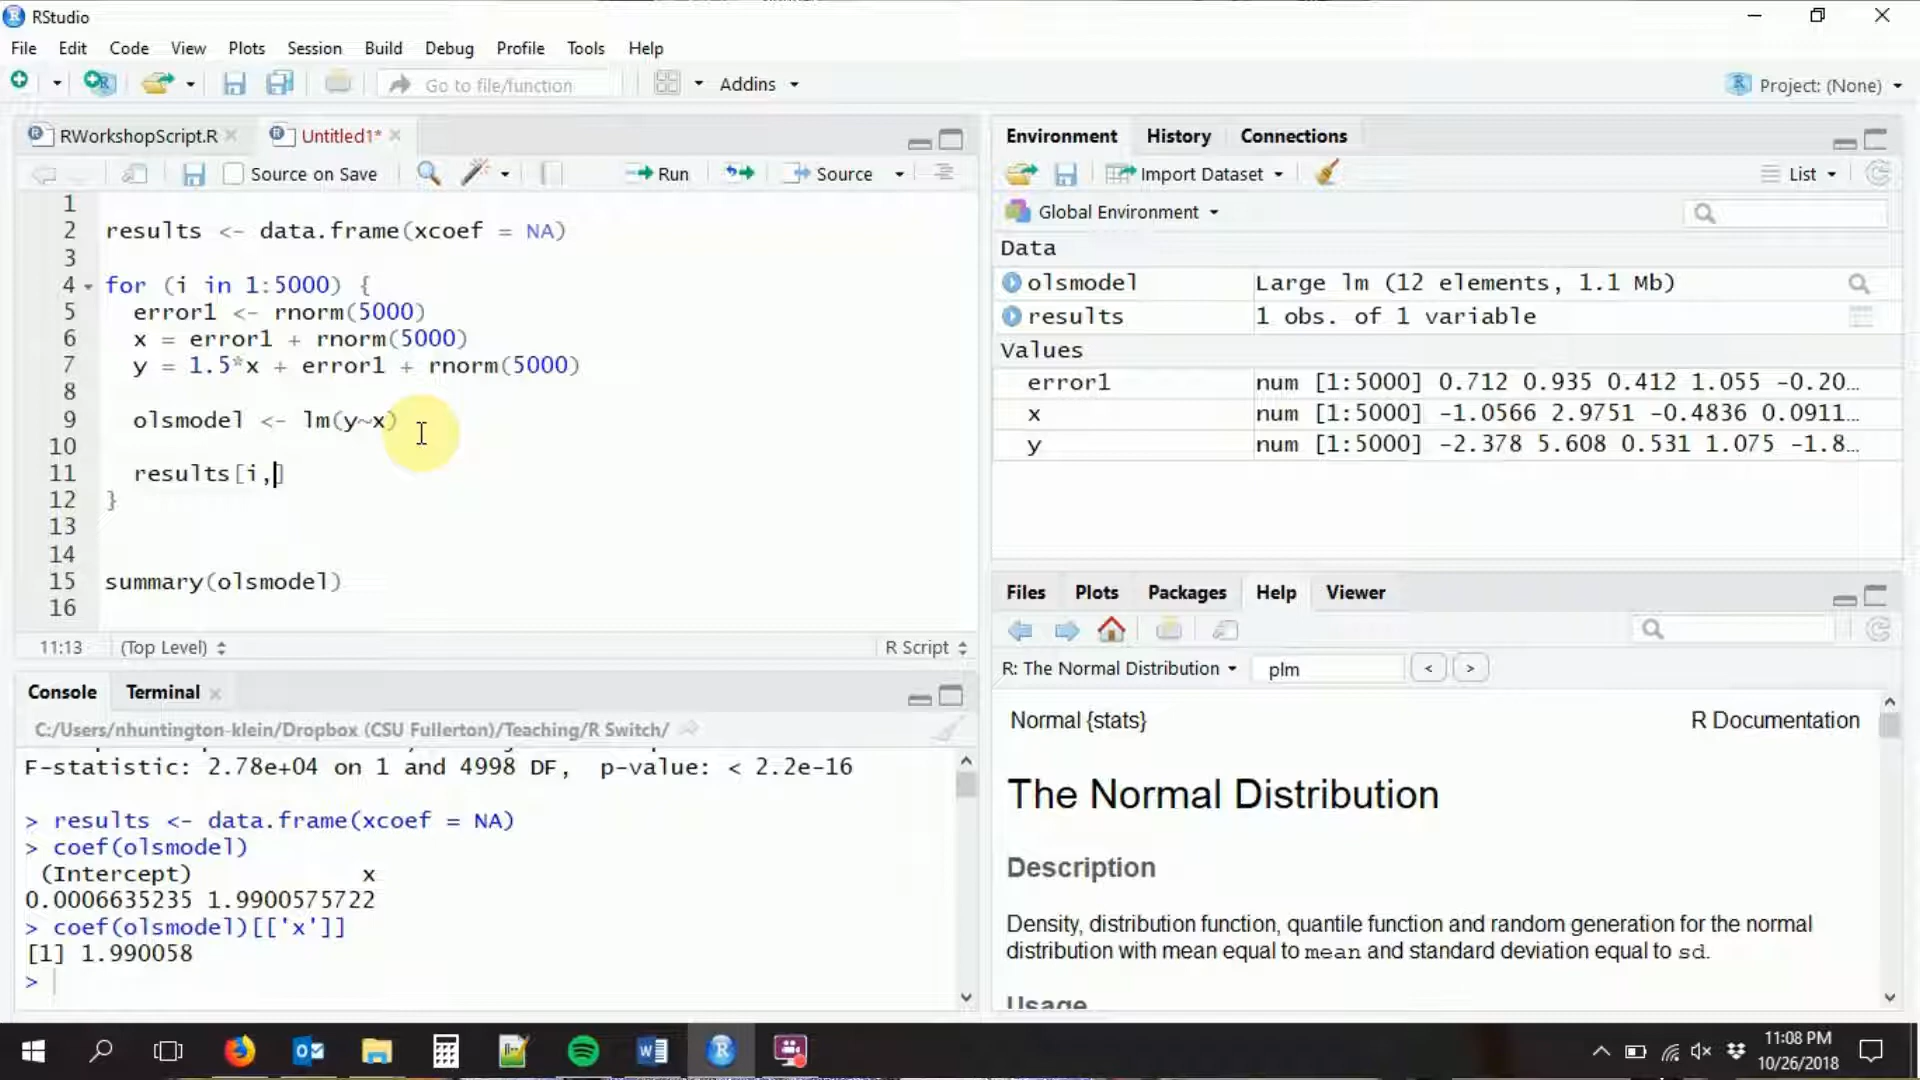 RStudio
File Edit Code View Plots Session Build Debug Profile Tools Help
Go to file/function Addins Project: (None)
RWorkshopScript.R Untitled1*
Source on Save Run Source
1
2 results <- data.frame(xcoef = NA)
3
4 for (i in 1:5000) {
5 error1 <- rnorm(5000)
6 x = error1 + rnorm(5000)
7 y = 1.5*x + error1 + rnorm(5000)
8
9 olsmodel <- lm(y~x)
10
11 results[i,]
12 }
13
14
15 summary(olsmodel)
16
11:13 (Top Level) R Script
Console Terminal
C:/Users/nhuntington-klein/Dropbox (CSU Fullerton)/Teaching/R Switch/
F-statistic: 2.78e+04 on 1 and 4998 DF, p-value: < 2.2e-16
> results <- data.frame(xcoef = NA)
> coef(olsmodel)
(Intercept) x
0.0006635235 1.9900575722
> coef(olsmodel)[['x']]
[1] 1.990058
>
Environment History Connections
Import Dataset List
Global Environment
Data
olsmodel Large lm (12 elements, 1.1 Mb)
results 1 obs. of 1 variable
Values
error1 num [1:5000] 0.712 0.935 0.412 1.055 -0.20...
x num [1:5000] -1.0566 2.9751 -0.4836 0.0911...
y num [1:5000] -2.378 5.608 0.531 1.075 -1.8...
Files Plots Packages Help Viewer
R: The Normal Distribution plm < >
Normal {stats} R Documentation
The Normal Distribution
Description
Density, distribution function, quantile function and random generation for the normal
distribution with mean equal to mean and standard deviation equal to sd.
Usage
11:08 PM
10/26/2018